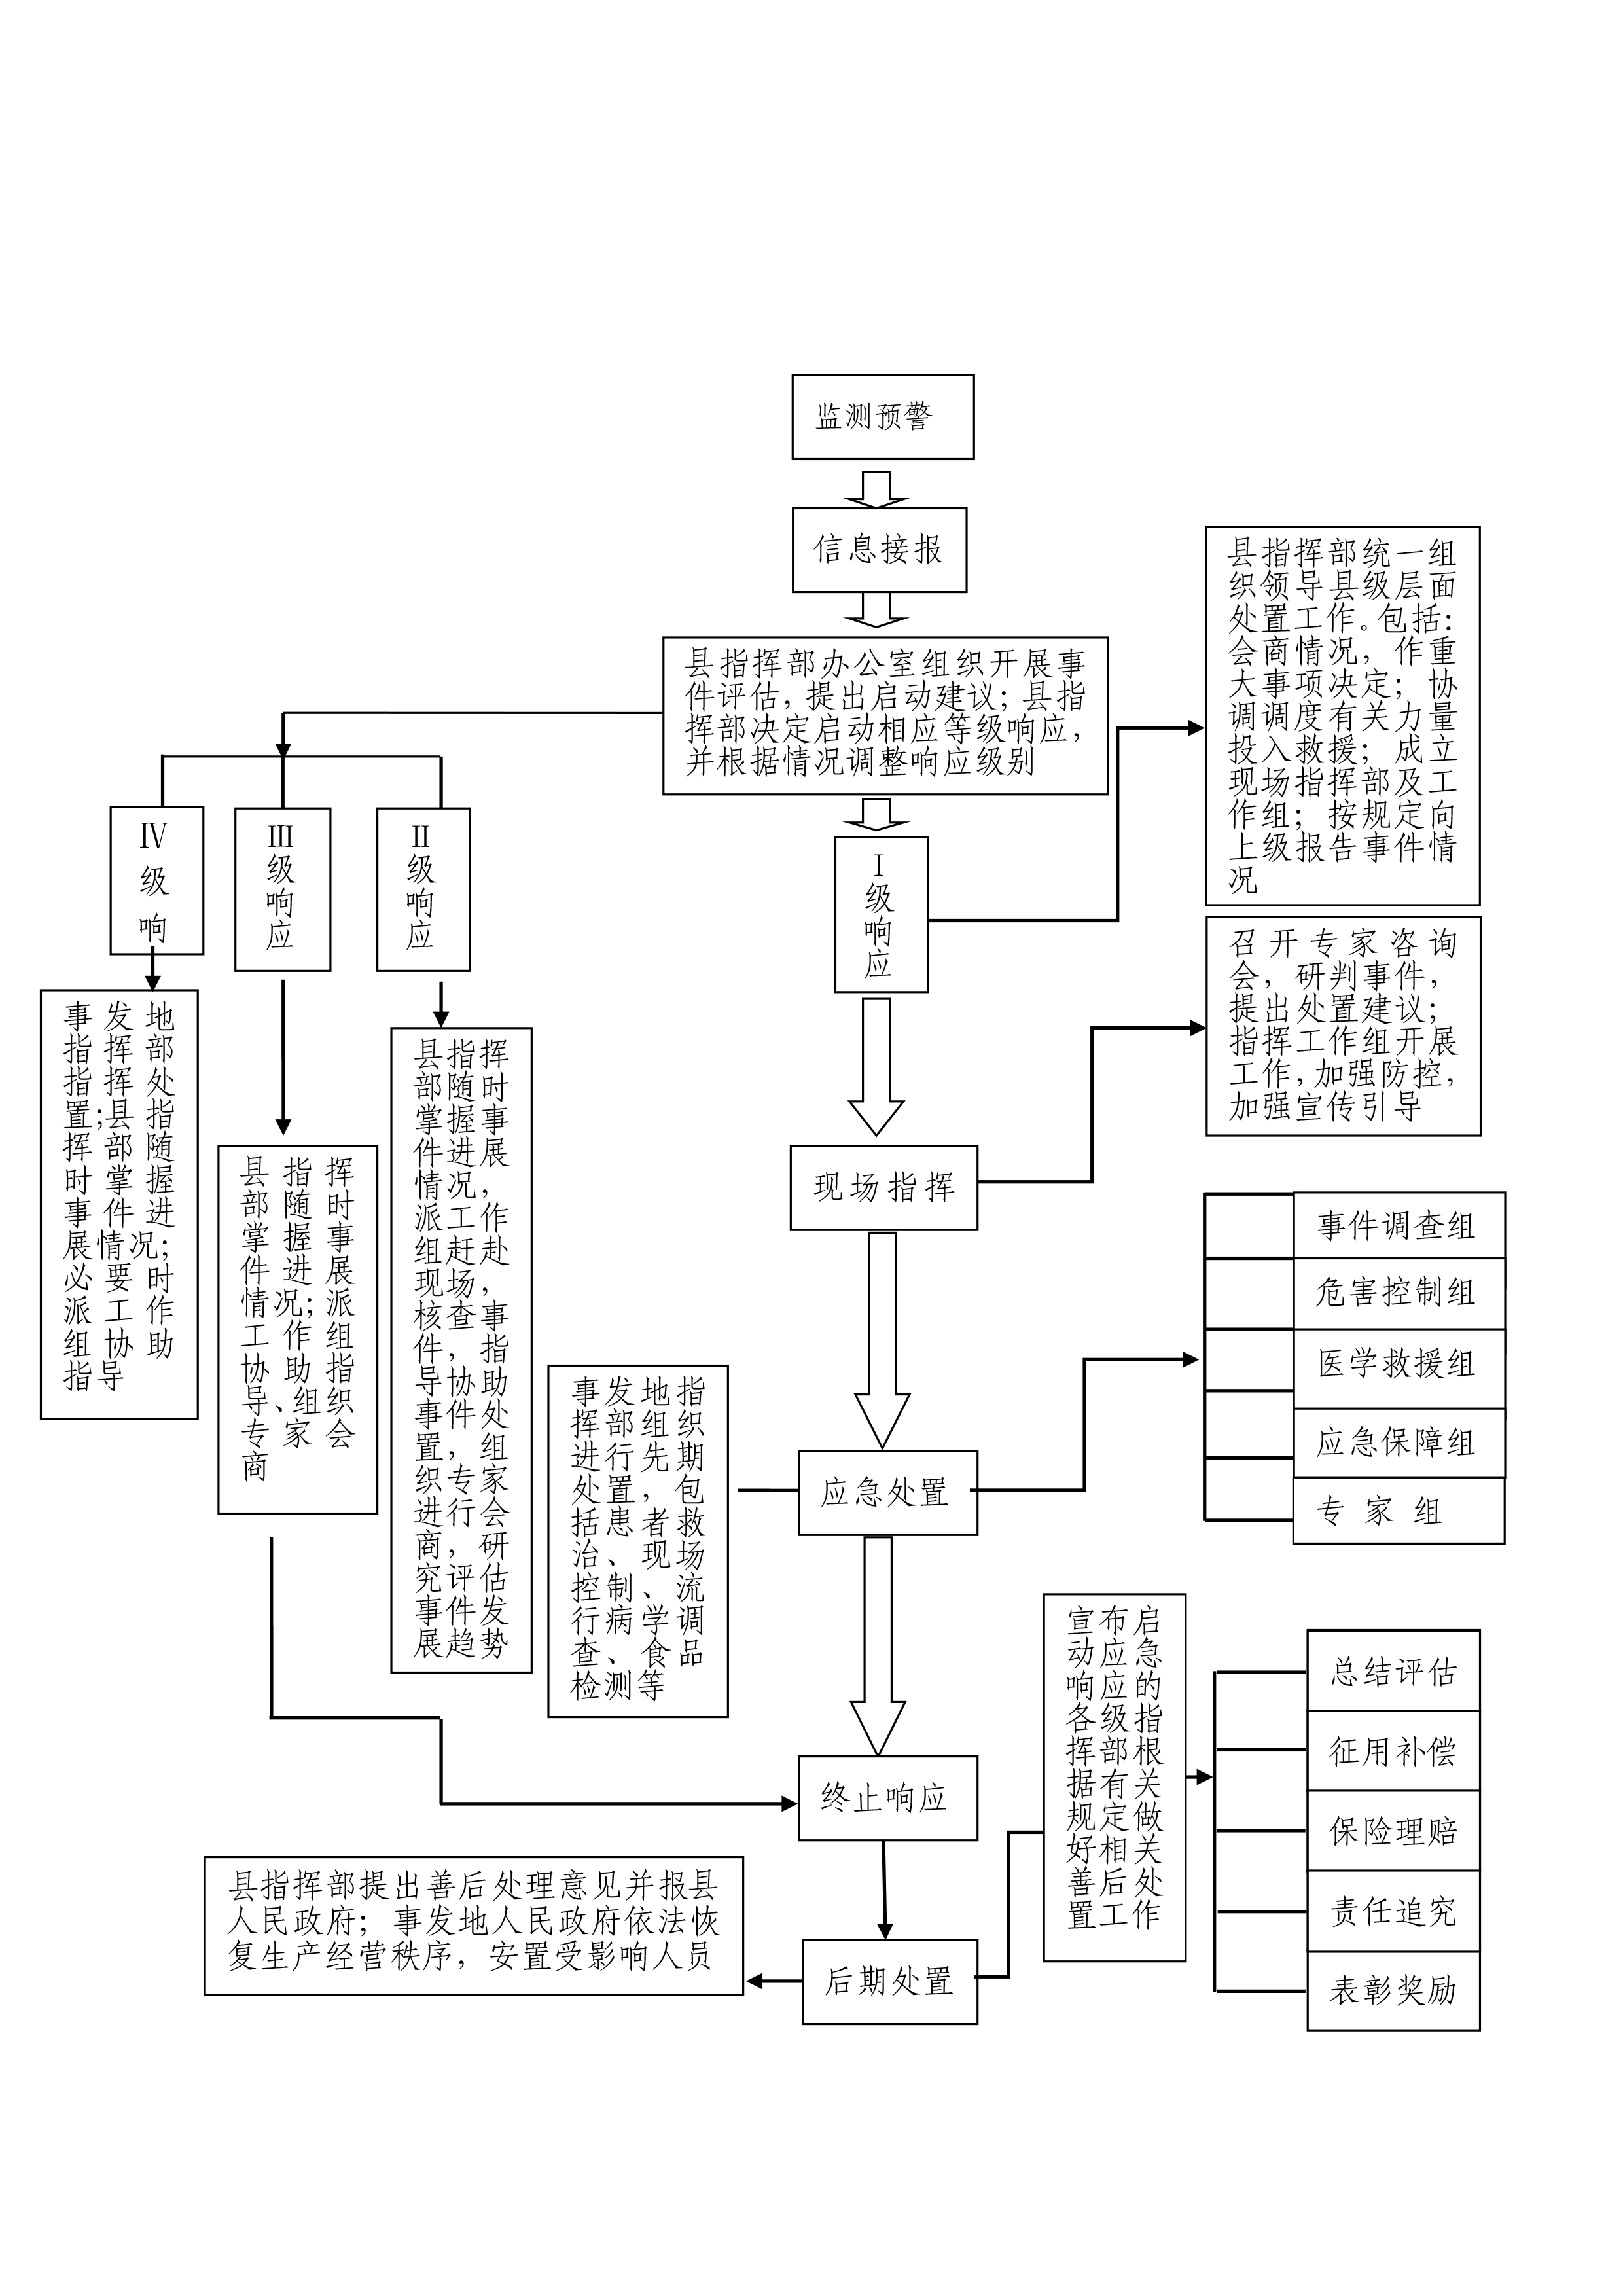 监测预警
信息接报
县指挥部办公室组织开展事
件评估，提出启动建议；县指
挥部决定启动相应等级响应，
并根据情况调整响应级别
县指挥部统一组
织领导县级层面
处置工作。包括：
会商情况，作重
大事项决定；协
调调度有关力量
投入救援；成立
现场指挥部及工
作组；按规定向
上级报告事件情
况
IV
级
响
III
级
响
应
II
级
响
应
I
级
响
应
召开专家咨询
会，研判事件，
提出处置建议；
指挥工作组开展
工作，加强防控，
加强宣传引导
事发地
指挥部
指挥处
置；县指
挥部随
时掌握
事件进
展情况；
必要时
派工作
组协助
指导
县指挥
部随时
掌握事
件进展
情况；派
工作组
协助指
导、组织
专家会
商
县指挥
部随时
掌握事
件进展
情况，
派工作
组赶赴
现场，
核查事
件，指
导协助
事件处
置，组
织专家
进行会
商，研
究评估
事件发
展趋势
现场指挥
事件调查组
危害控制组
医学救援组
应急保障组
专 家 组
事发地指
挥部组织
进行先期
处置，包
括患者救
治、现场
控制、流
行病学调
查、食品
检测等
应急处置
终止响应
宣布启
动应急
响应的
各级指
挥部根
据有关
规定做
好相关
善后处
置工作
总结评估
征用补偿
保险理赔
责任追究
表彰奖励
县指挥部提出善后处理意见并报县
人民政府；事发地人民政府依法恢
复生产经营秩序，安置受影响人员
后期处置